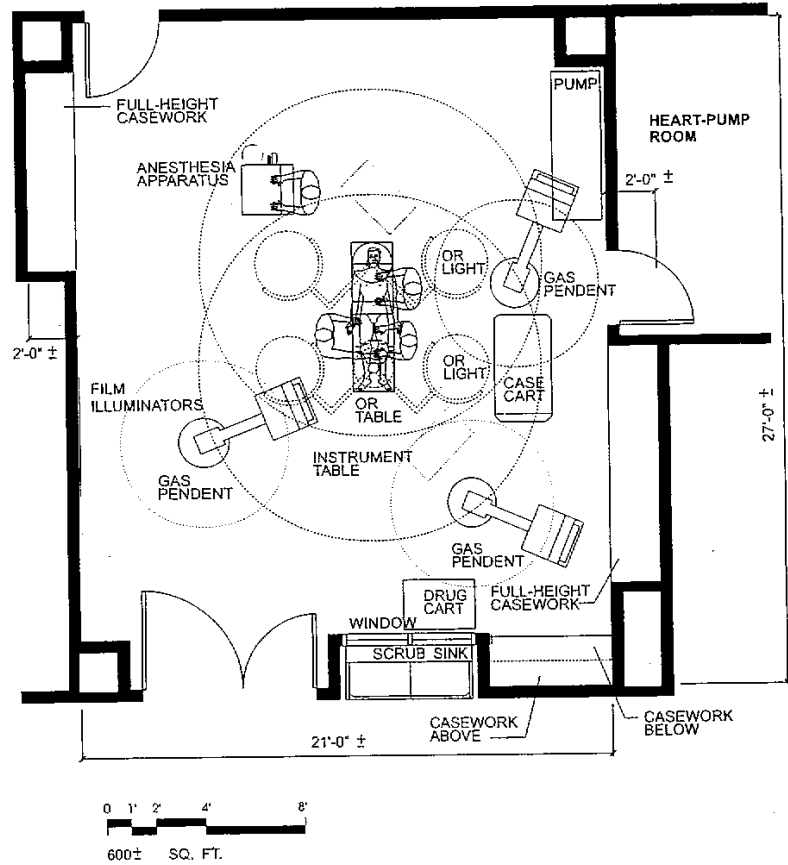 PUMP
FULL-HEIGHT
CASEWORK
HEART-PUMP
ROOM
ANESTHESIA
APPARATUS
2'-0" ±
OR
LIGHT
GAS
PENDENT
2'-0" ±
OR
LIGHT
CASE
CART
FILM
ILLUMINATORS
OR
TABLE
27'-0" ±
INSTRUMENT
TABLE
GAS
PENDENT
GAS
PENDENT
DRUG
CART
FULL-HEIGHT
CASEWORK
WINDOW
SCRUB SINK
CASEWORK
ABOVE
CASEWORK
BELOW
21'-0" ±
0 1' 2' 4' 8'
600± SQ. FT.